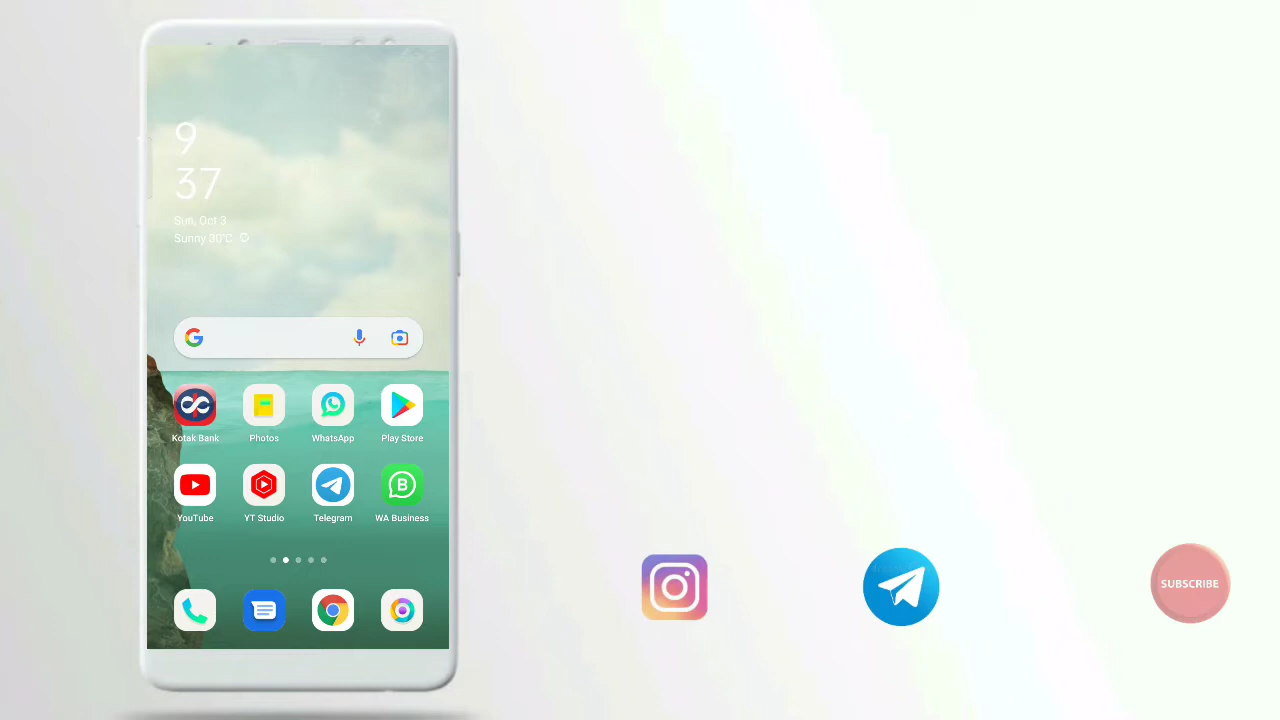 9
37
Sun, Oct 3
Sunny 30°C
Kotak Bank
Photos
WhatsApp
Play Store
YouTube
YT Studio
Telegram
WA Business
SUBSCRIBE